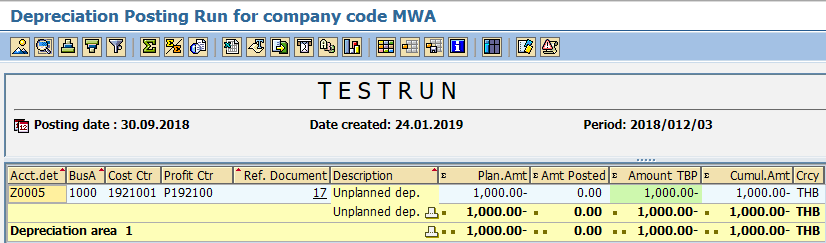 Depreciation Posting Run for company code MWA
TESTRUN
Posting date : 30.09.2018 Date created: 24.01.2019 Period: 2018/012/03
Acct.det BusA Cost Ctr Profit Ctr Ref. Document Description Σ Plan.Amt Σ Amt Posted Σ Amount TBP Σ Cumul.Amt Crcy
Z0005 1000 1921001 P192100 17 Unplanned dep. 1,000.00- 0.00 1,000.00- 1,000.00- THB
Unplanned dep. 1,000.00- 0.00 1,000.00- 1,000.00- THB
Depreciation area 1 1,000.00- 0.00 1,000.00- 1,000.00- THB